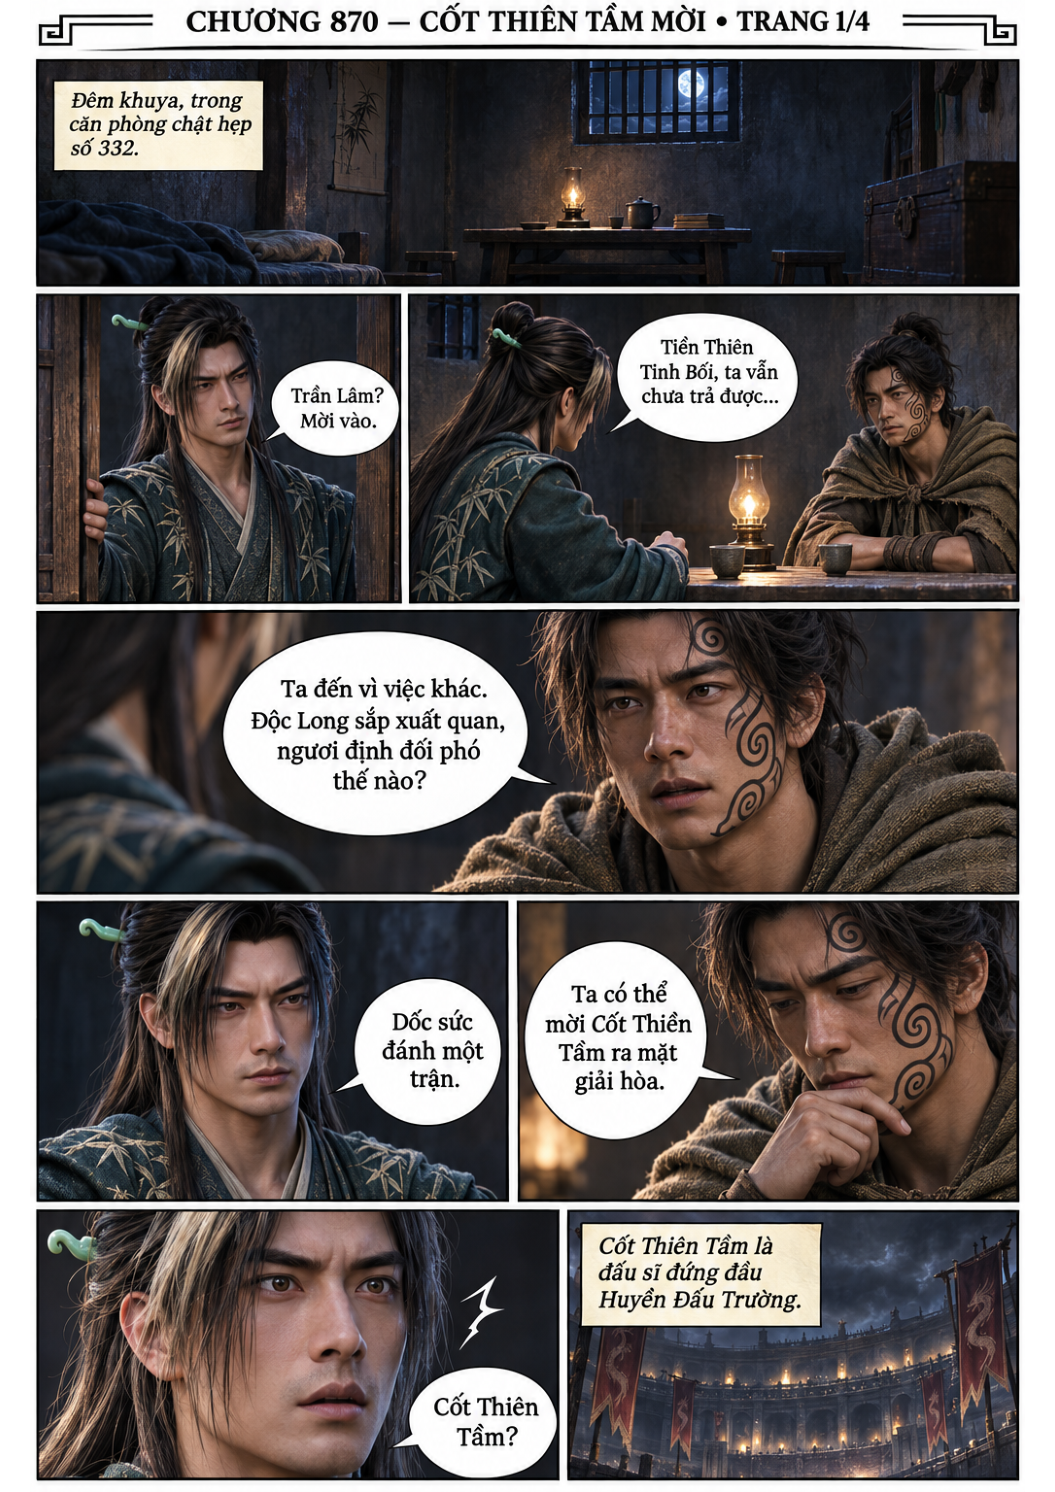 CHƯƠNG 870 — CỐT THIÊN TẦM MỜI • TRANG 1/4
Đêm khuya, trong
căn phòng chật hẹp
số 332.
Trần Lâm?
Mời vào.
Tiền Thiên
Tinh Bối, ta vẫn
chưa trả được...
Ta đến vì việc khác.
Độc Long sắp xuất quan,
ngươi định đối phó
thế nào?
Dốc sức
đánh một
trận.
Ta có thể
mời Cốt Thiền
Tầm ra mặt
giải hòa.
Cốt Thiên
Tầm?
Cốt Thiên Tầm là
đấu sĩ đứng đầu
Huyền Đấu Trường.